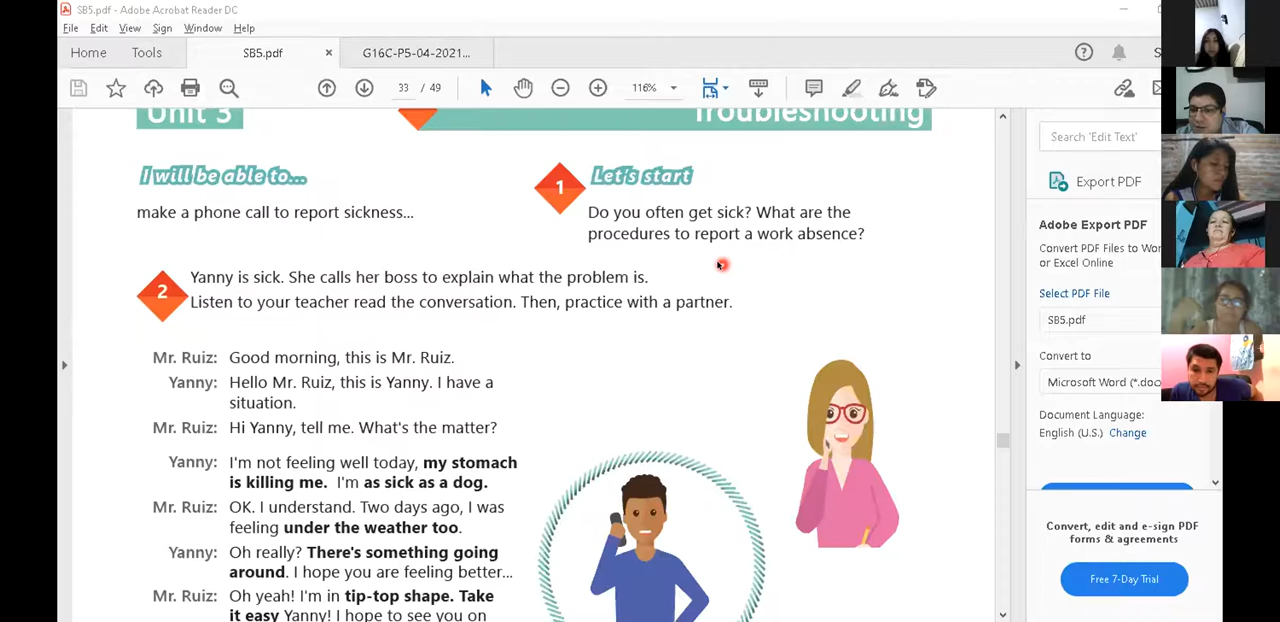 SB5.pdf - Adobe Acrobat Reader DC
File Edit View Sign Window Help
Home Tools SB5.pdf × G16C-P5-04-2021...
33 / 49 116%
Unit 3 Troubleshooting
I will be able to...
make a phone call to report sickness...
1 Let's start
Do you often get sick? What are the
procedures to report a work absence?
2 Yanny is sick. She calls her boss to explain what the problem is.
Listen to your teacher read the conversation. Then, practice with a partner.
Mr. Ruiz: Good morning, this is Mr. Ruiz.
Yanny: Hello Mr. Ruiz, this is Yanny. I have a
situation.
Mr. Ruiz: Hi Yanny, tell me. What's the matter?
Yanny: I'm not feeling well today, my stomach
is killing me. I'm as sick as a dog.
Mr. Ruiz: OK. I understand. Two days ago, I was
feeling under the weather too.
Yanny: Oh really? There's something going
around. I hope you are feeling better...
Mr. Ruiz: Oh yeah! I'm in tip-top shape. Take
it easy Yanny! I hope to see you on
Search 'Edit Text'
Export PDF
Adobe Export PDF
Convert PDF Files to Wor
or Excel Online
Select PDF File
SB5.pdf
Convert to
Microsoft Word (*.doc
Document Language:
English (U.S.) Change
Convert, edit and e-sign PDF
forms & agreements
Free 7-Day Trial